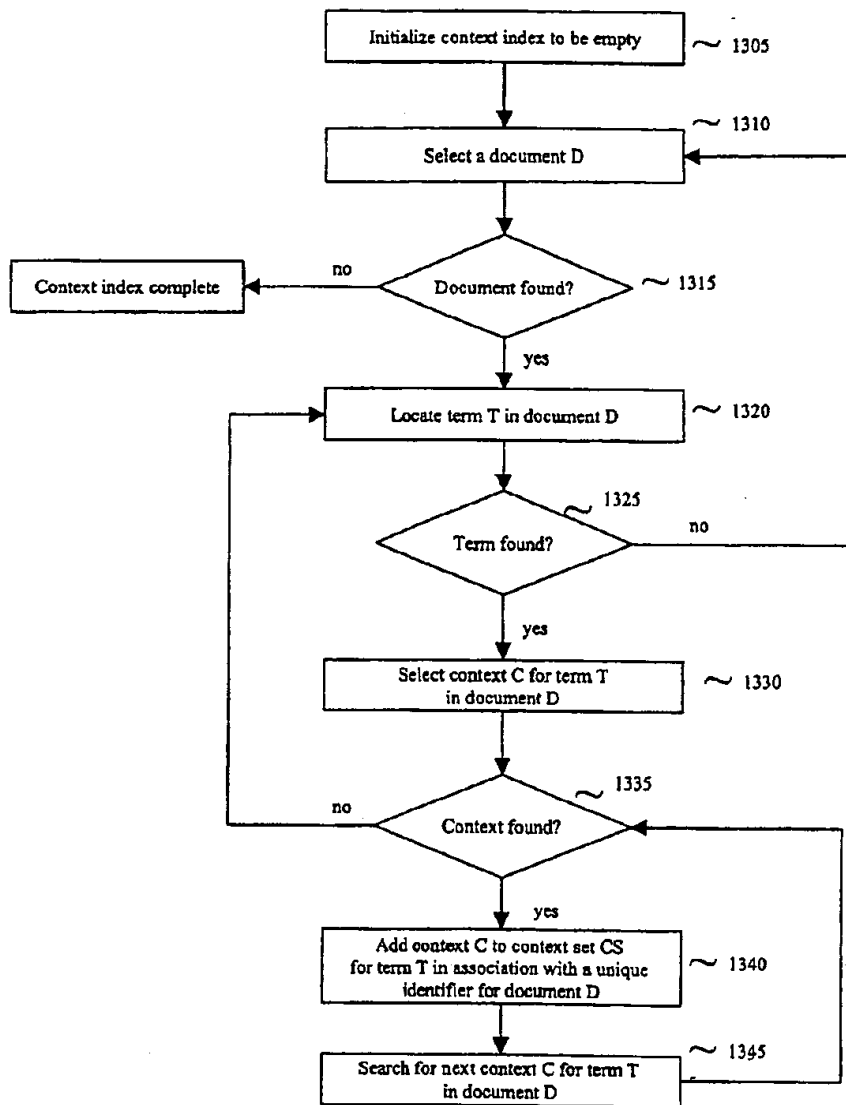 Initialize context index to be empty
1305
1310
Select a document D
no
Context index complete
Document found?
1315
yes
Locate term T in document D
1320
1325
Term found?
no
yes
Select context C for term T
in document D
1330
1335
no
Context found?
yes
Add context C to context set CS
for term T in association with a unique
identifier for document D
1340
1345
Search for next context C for term T
in document D